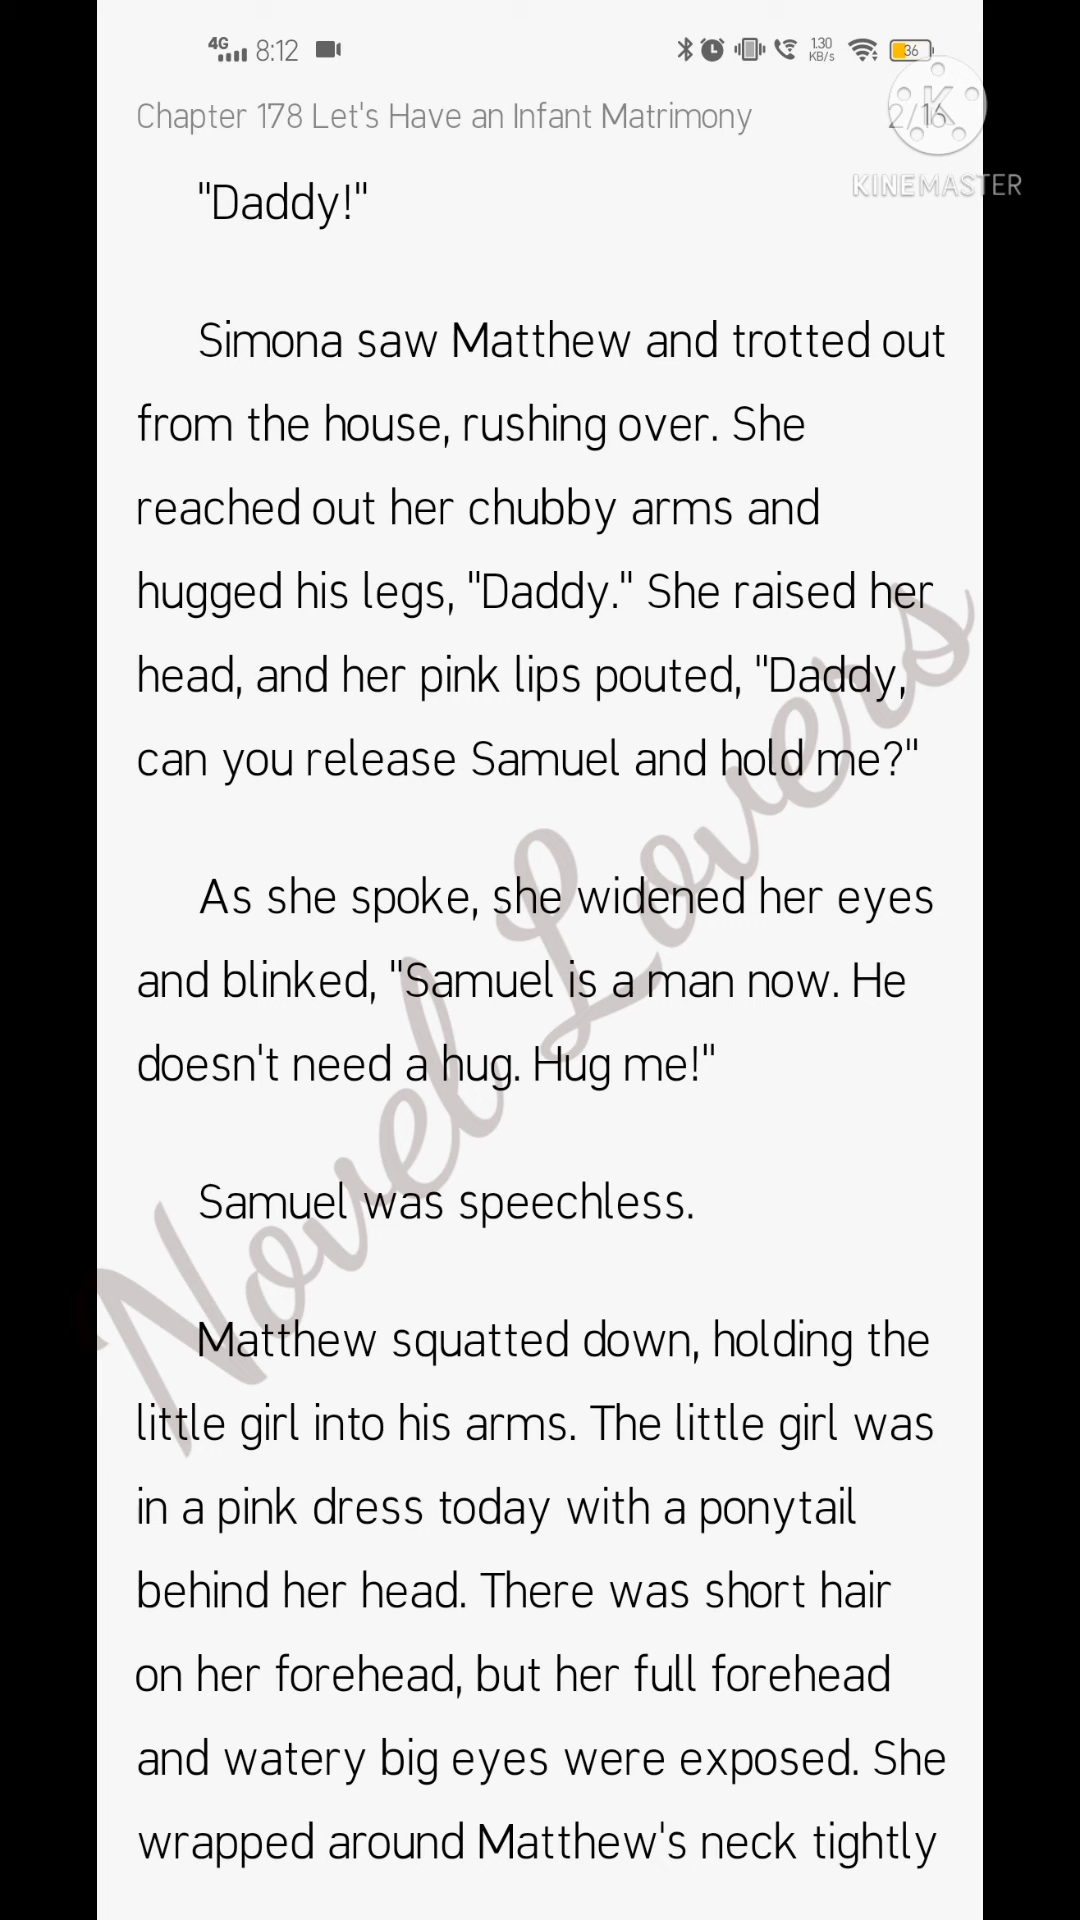 4G 8:12 1.30 KB/s 36
Chapter 178 Let's Have an Infant Matrimony 2/16
K
KINEMASTER
"Daddy!"
Simona saw Matthew and trotted out
from the house, rushing over. She
reached out her chubby arms and
hugged his legs, "Daddy." She raised her
head, and her pink lips pouted, "Daddy,
can you release Samuel and hold me?"
As she spoke, she widened her eyes
and blinked, "Samuel is a man now. He
doesn't need a hug. Hug me!"
Samuel was speechless.
Matthew squatted down, holding the
little girl into his arms. The little girl was
in a pink dress today with a ponytail
behind her head. There was short hair
on her forehead, but her full forehead
and watery big eyes were exposed. She
wrapped around Matthew's neck tightly
Novel Lovers